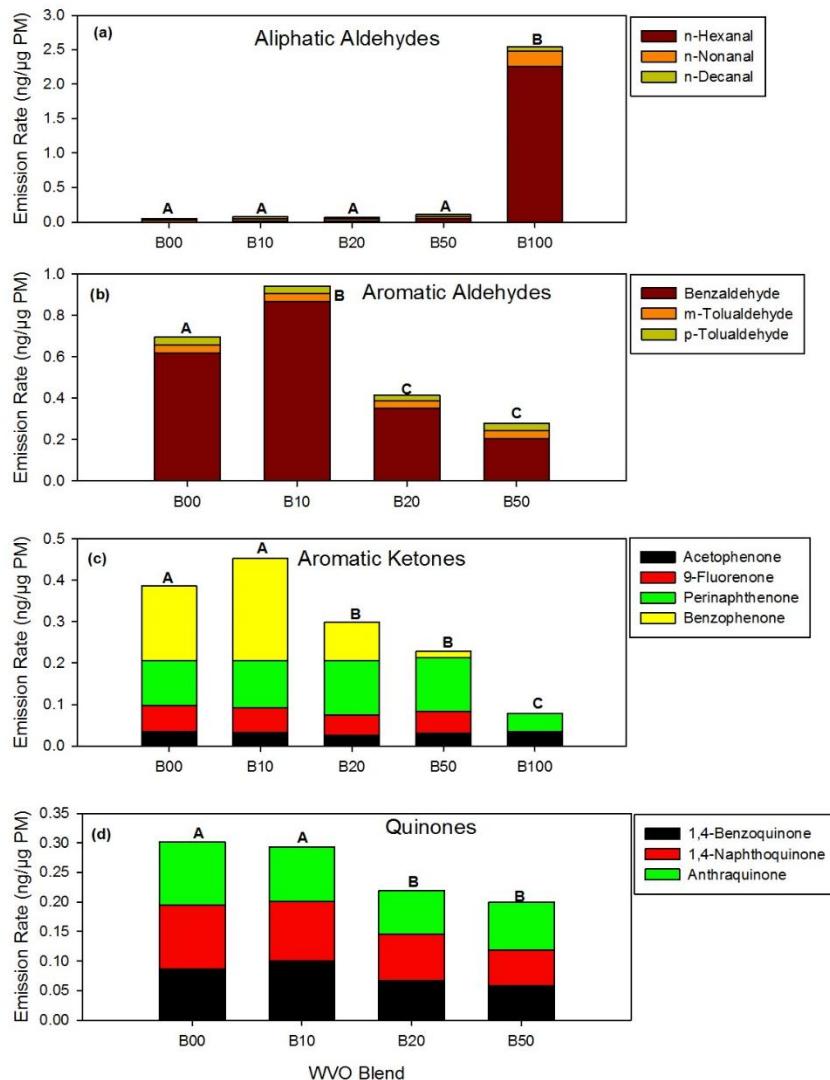 (a)
Aliphatic Aldehydes
Emission Rate (ng/µg PM)
3.0
2.5
2.0
1.5
1.0
0.5
0.0
A A A A B
B00 B10 B20 B50 B100
n-Hexanal
n-Nonanal
n-Decanal
(b)
Aromatic Aldehydes
Emission Rate (ng/µg PM)
1.0
0.8
0.6
0.4
0.2
0.0
A B C C
B00 B10 B20 B50
Benzaldehyde
m-Tolualdehyde
p-Tolualdehyde
(c)
Aromatic Ketones
Emission Rate (ng/µg PM)
0.5
0.4
0.3
0.2
0.1
0.0
A A B B C
B00 B10 B20 B50 B100
Acetophenone
9-Fluorenone
Perinaphthenone
Benzophenone
(d)
Quinones
Emission Rate (ng/µg PM)
0.35
0.30
0.25
0.20
0.15
0.10
0.05
0.00
A A B B
B00 B10 B20 B50
1,4-Benzoquinone
1,4-Naphthoquinone
Anthraquinone
WVO Blend